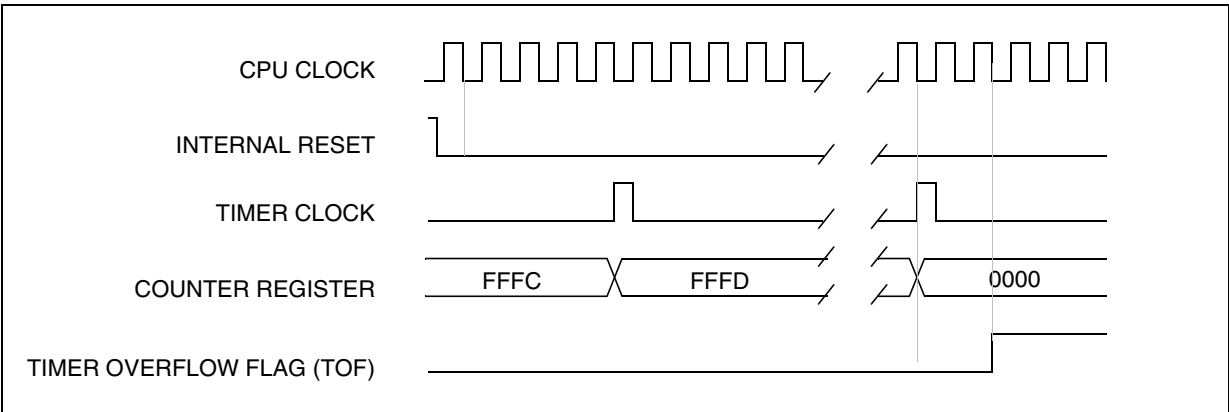 CPU CLOCK
INTERNAL RESET
TIMER CLOCK
COUNTER REGISTER
FFFC
FFFD
0000
TIMER OVERFLOW FLAG (TOF)